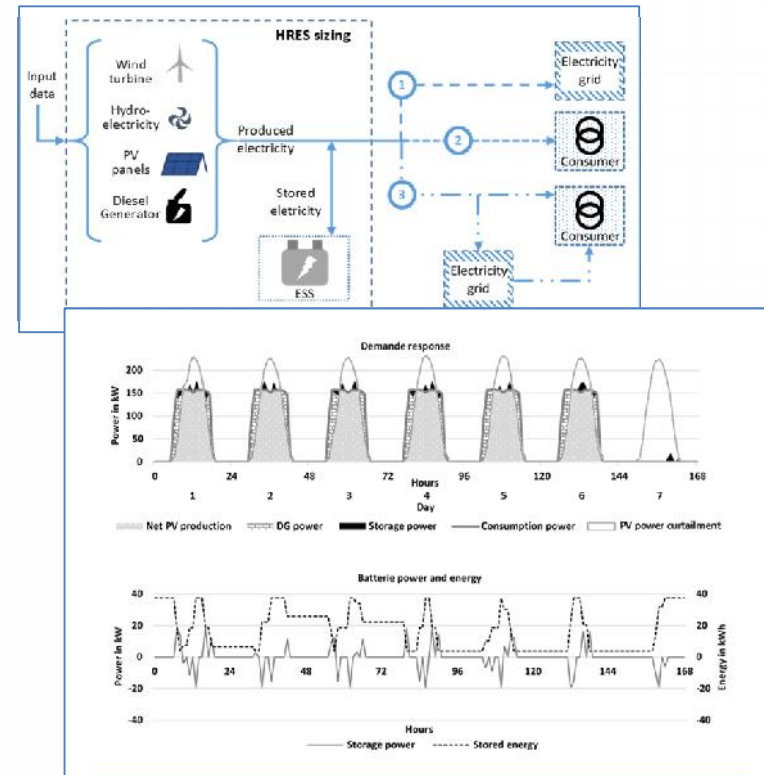 HRES sizing
Input
data
Wind
turbine
Hydro-
electricity
PV
panels
Diesel
Generator
Produced
electricity
Stored
eletricity
ESS
1
2
3
Electricity
grid
Consumer
Consumer
Electricity
grid
Demande response
Power in kW
200
150
100
50
0
0 24 48 72 96 120 144 168
Hours
1 2 3 4 5 6 7
Day
Net PV production DG power Storage power Consumption power PV power curtailment
Batterie power and energy
Power in kW
40
20
0
-20
-40
0 24 48 72 96 120 144 168
40
20
0
-20
-40
Energy in kWh
Hours
Storage power Stored energy